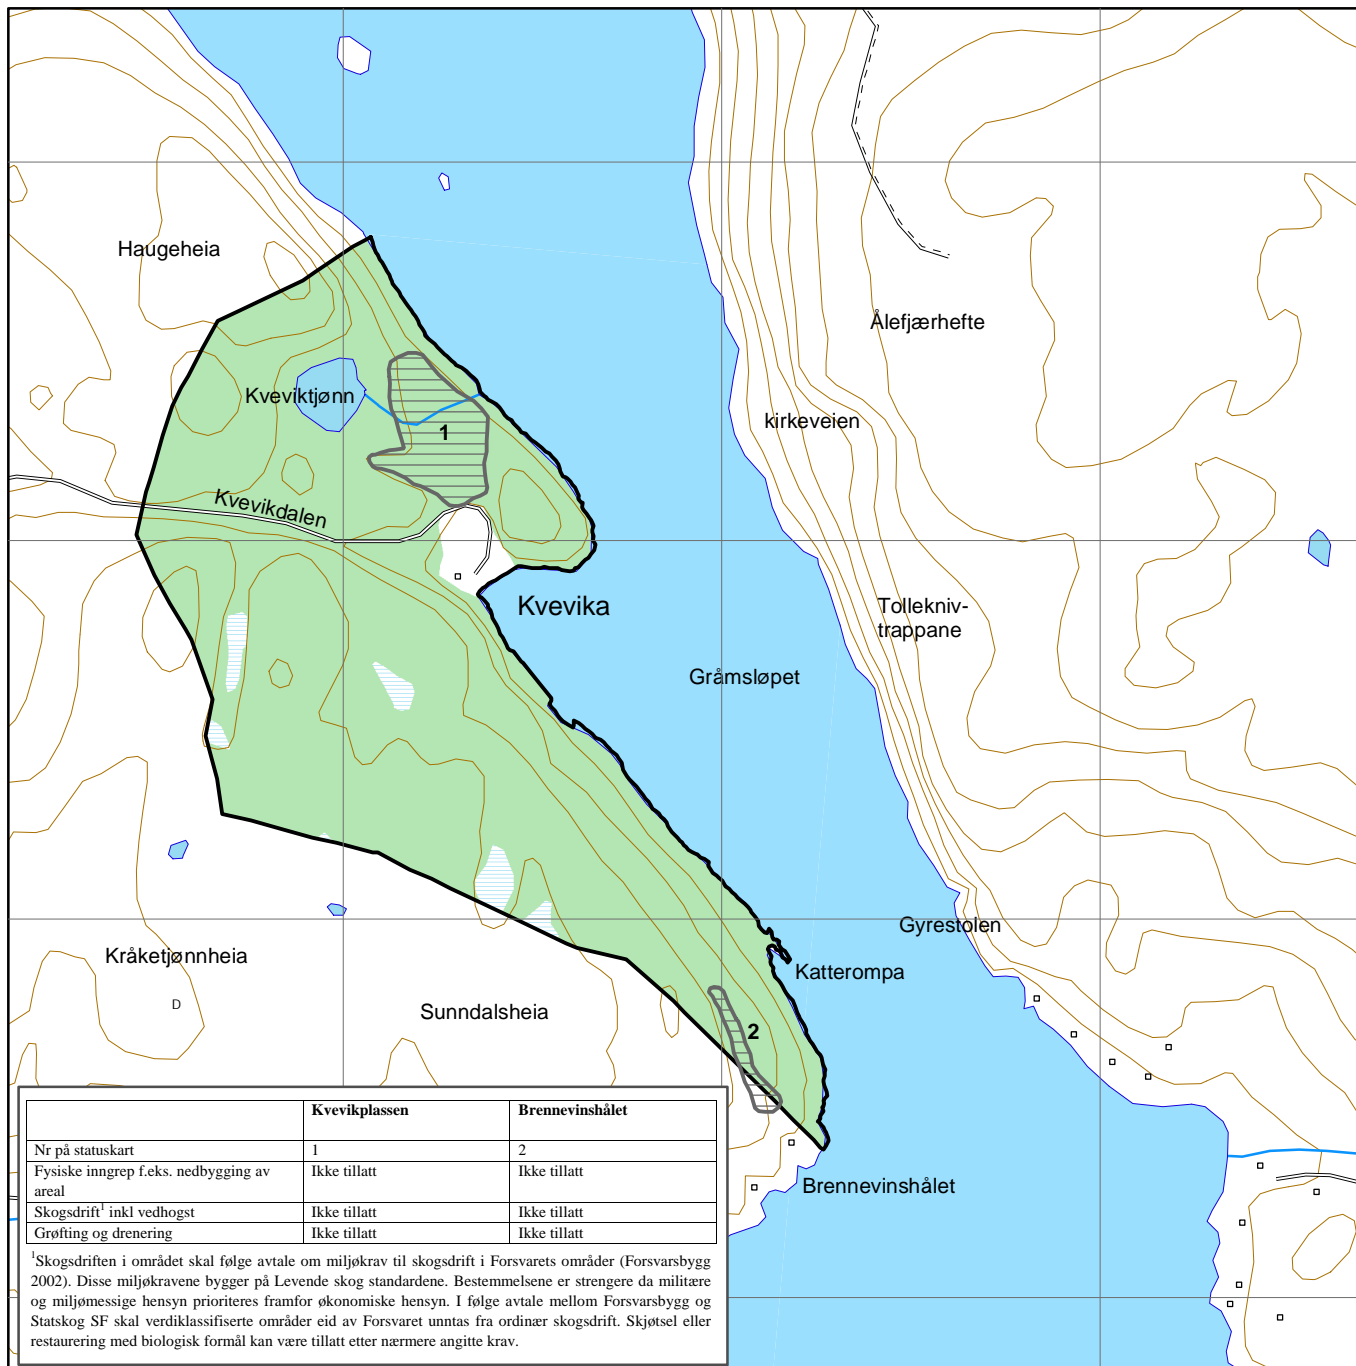 Haugeheia
Ålefjærhefte
Kveviktjønn
kirkeveien
1
Kvevikdalen
Kvevika
Tollekniv-
trappane
Gråmsløpet
Gyrestolen
Kråketjønnheia
Katterompa
D
Sunndalsheia
2
Brennevinshålet
Kvevikplassen Brennevinshålet
Nr på statuskart 1 2
Fysiske inngrep f.eks. nedbygging av Ikke tillatt Ikke tillatt
areal
Skogsdrift¹ inkl vedhogst Ikke tillatt Ikke tillatt
Grøfting og drenering Ikke tillatt Ikke tillatt
¹Skogsdriften i området skal følge avtale om miljøkrav til skogsdrift i Forsvarets områder (Forsvarsbygg
2002). Disse miljøkravene bygger på Levende skog standardene. Bestemmelsene er strengere da militære
og miljømessige hensyn prioriteres framfor økonomiske hensyn. I følge avtale mellom Forsvarsbygg og
Statskog SF skal verdiklassifiserte områder eid av Forsvaret unntas fra ordinær skogsdrift. Skjøtsel eller
restaurering med biologisk formål kan være tillatt etter nærmere angitte krav.